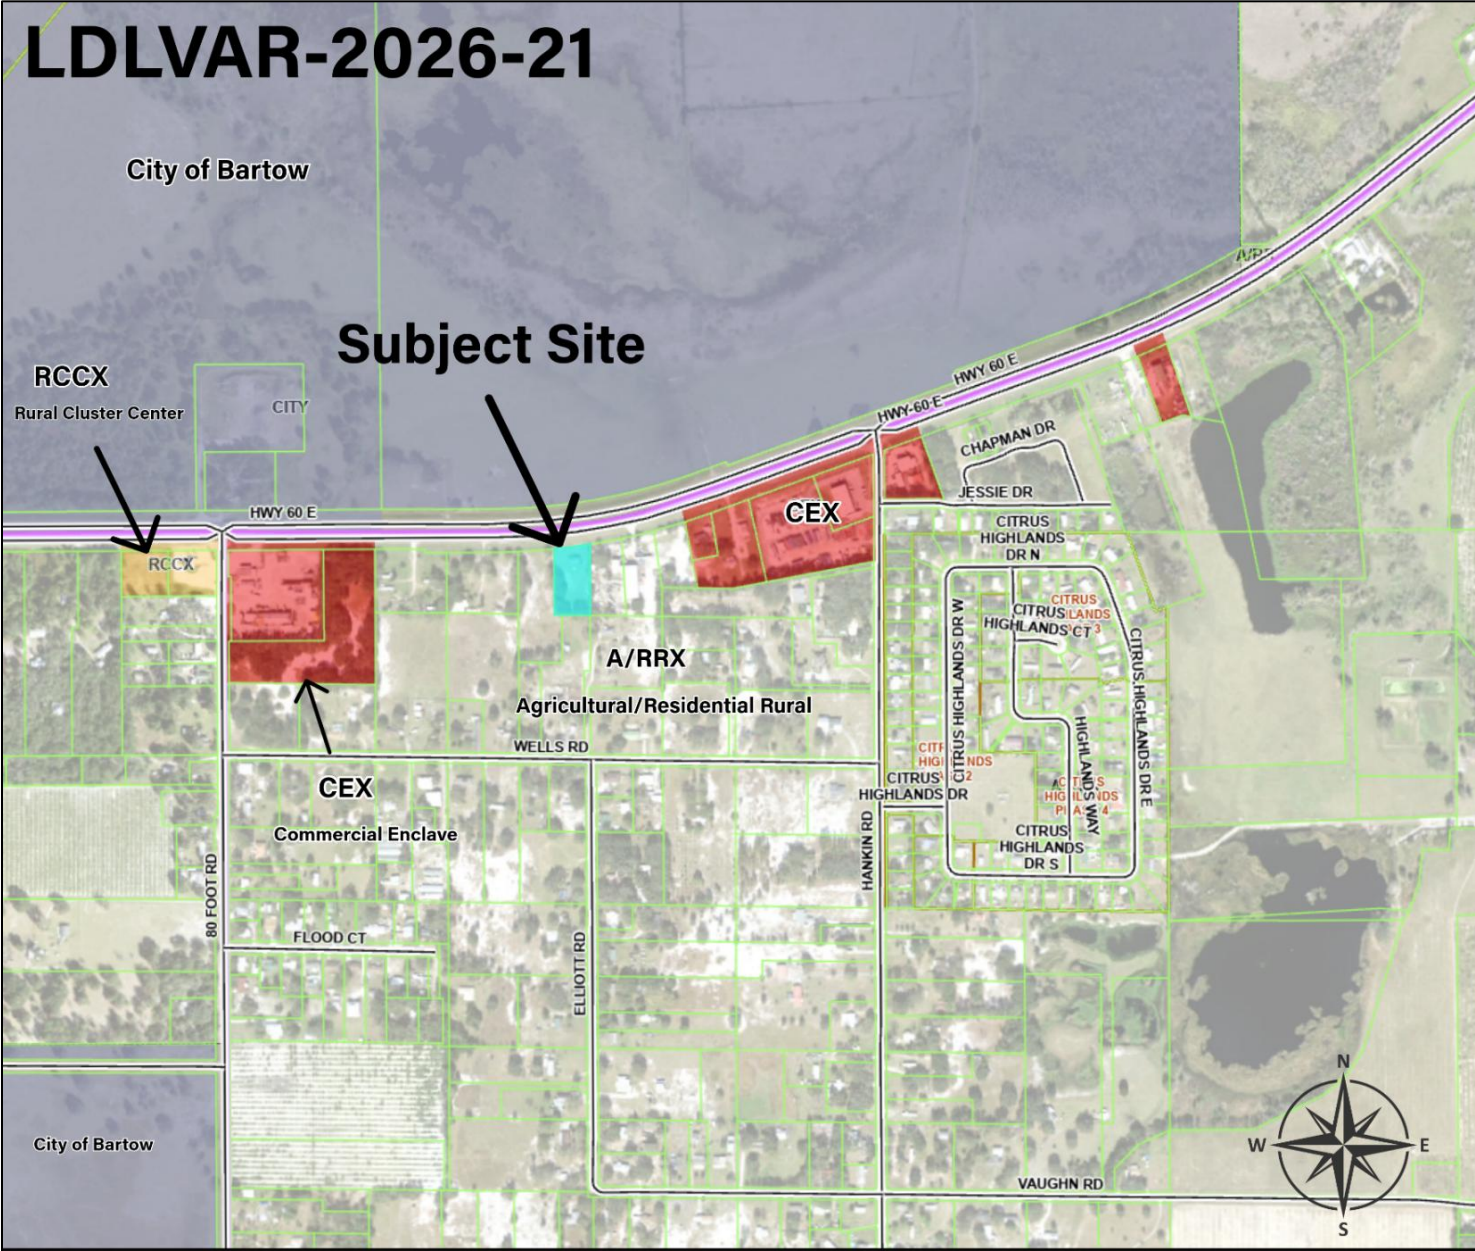 LDLVAR-2026-21
City of Bartow
Subject Site
RCCX
Rural Cluster Center
CITY
HWY 60 E
HWY 60 E
HWY 60 E
CHAPMAN DR
JESSIE DR
CEX
RCCX
CITRUS
HIGHLANDS
DR N
CITRUS
HIGHLANDS CT
CITRUS
LANDS
3
CITRUS HIGHLANDS DR W
CITRUS HIGHLANDS DR E
A/RRX
Agricultural/Residential Rural
WELLS RD
HIGHLANDS WAY
CITRUS
HIGHLANDS DR
CITRUS
HIGHLANDS
DR S
CEX
Commercial Enclave
HANKIN RD
80 FOOT RD
FLOOD CT
ELLIOTT RD
City of Bartow
VAUGHN RD
N
W
E
S